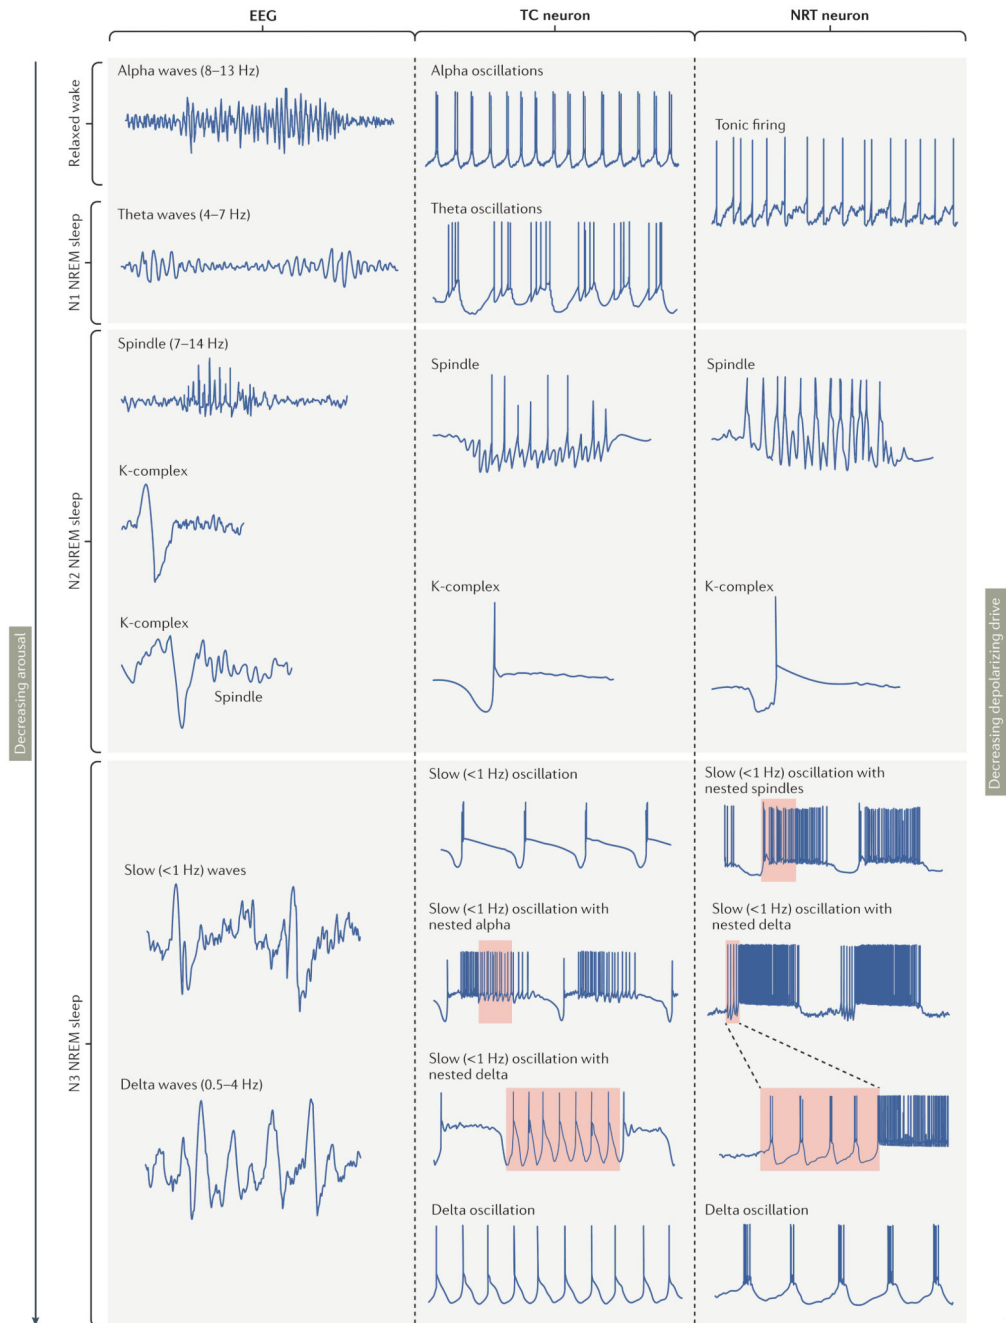 EEG
TC neuron
NRT neuron
Decreasing arousal
Relaxed wake
Alpha waves (8–13 Hz)
Alpha oscillations
Tonic firing
N1 NREM sleep
Theta waves (4–7 Hz)
Theta oscillations
N2 NREM sleep
Spindle (7–14 Hz)
Spindle
Spindle
K-complex
K-complex
Spindle
K-complex
K-complex
N3 NREM sleep
Slow (<1 Hz) waves
Delta waves (0.5–4 Hz)
Slow (<1 Hz) oscillation
Slow (<1 Hz) oscillation with
nested alpha
Slow (<1 Hz) oscillation with
nested delta
Delta oscillation
Slow (<1 Hz) oscillation with
nested spindles
Slow (<1 Hz) oscillation with
nested delta
Delta oscillation
Decreasing depolarizing drive